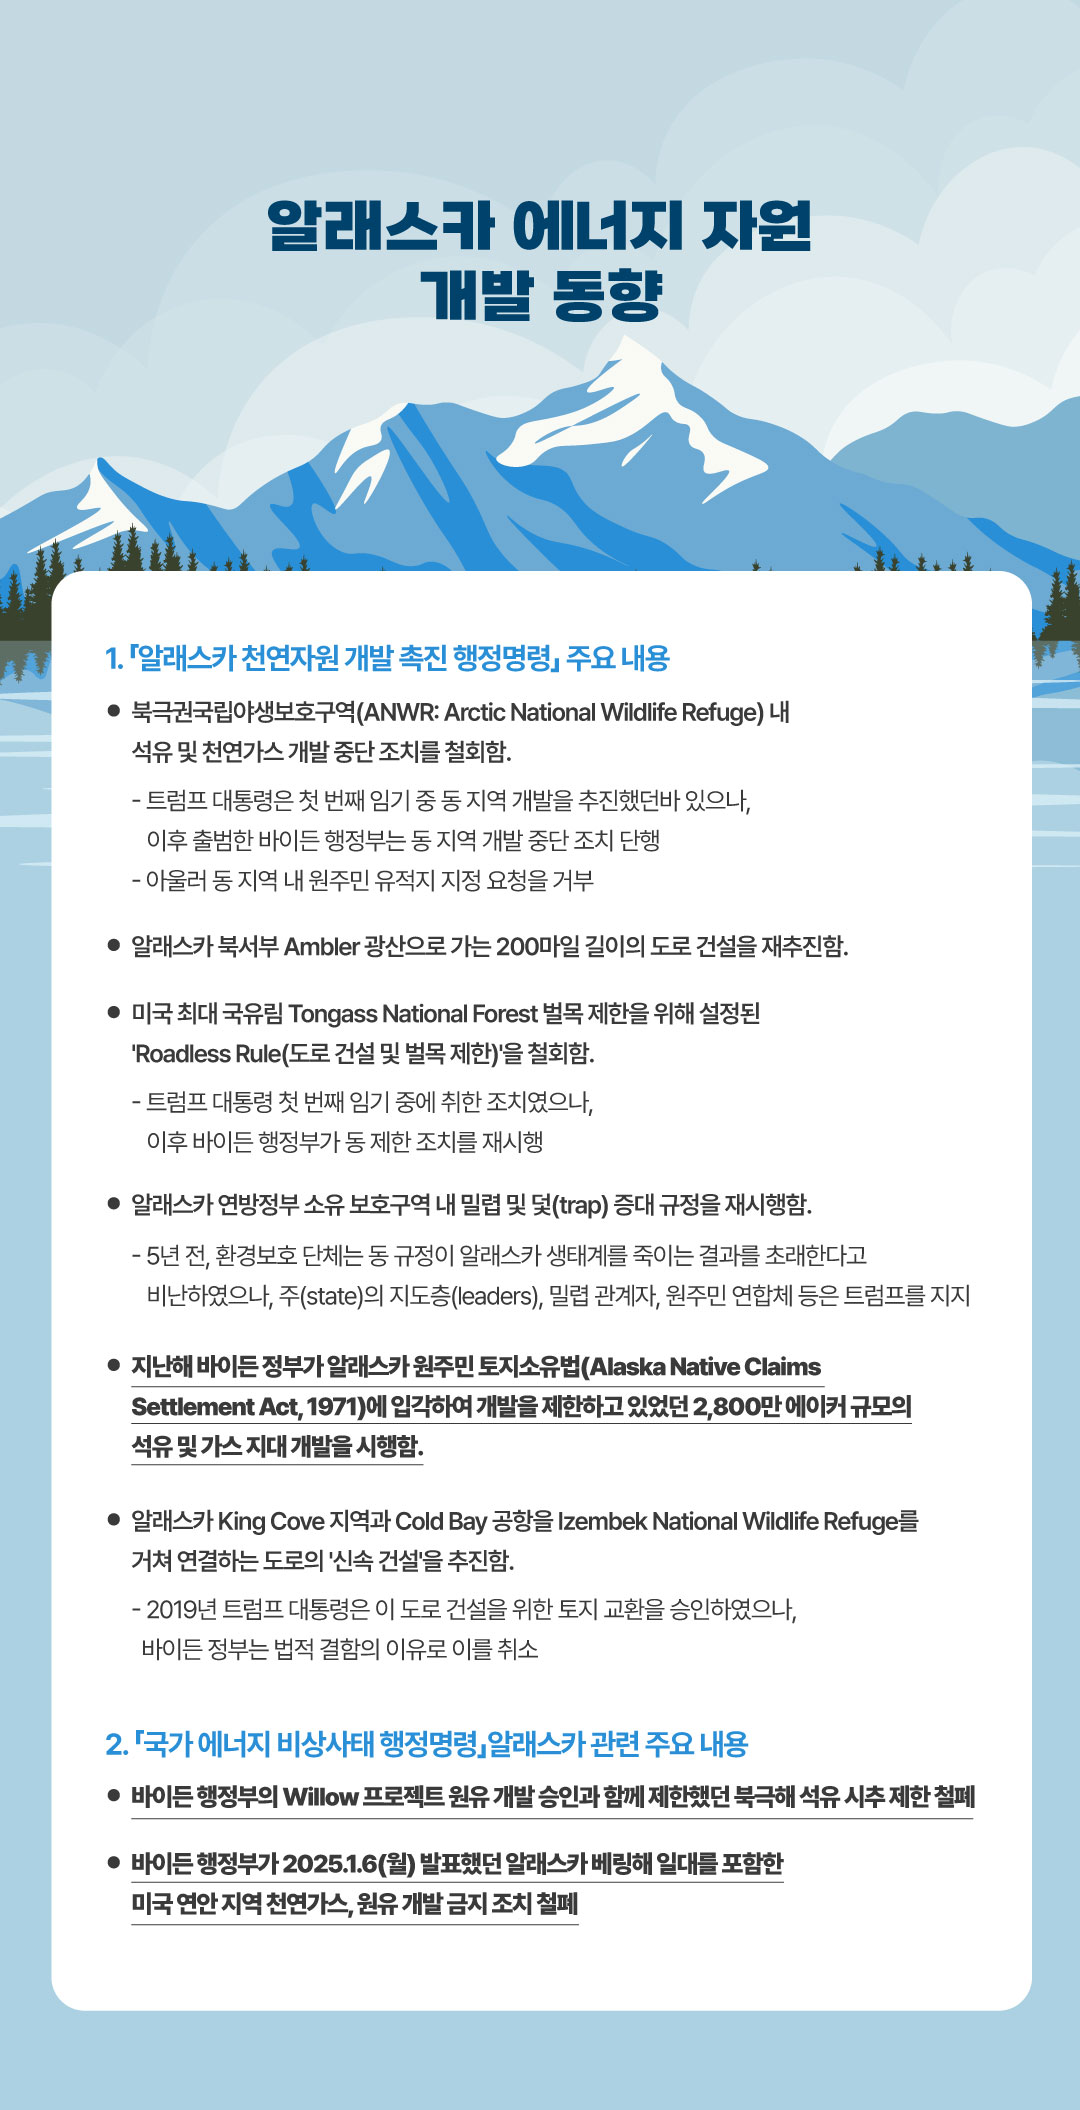 알래스카 에너지 자원
개발 동향
1. 「알래스카 천연자원 개발 촉진 행정명령」 주요 내용
● 북극권국립야생보호구역(ANWR: Arctic National Wildlife Refuge) 내
석유 및 천연가스 개발 중단 조치를 철회함.
- 트럼프 대통령은 첫 번째 임기 중 동 지역 개발을 추진했던바 있으나,
이후 출범한 바이든 행정부는 동 지역 개발 중단 조치 단행
- 아울러 동 지역 내 원주민 유적지 지정 요청을 거부
● 알래스카 북서부 Ambler 광산으로 가는 200마일 길이의 도로 건설을 재추진함.
● 미국 최대 국유림 Tongass National Forest 벌목 제한을 위해 설정된
'Roadless Rule(도로 건설 및 벌목 제한)'을 철회함.
- 트럼프 대통령 첫 번째 임기 중에 취한 조치였으나,
이후 바이든 행정부가 동 제한 조치를 재시행
● 알래스카 연방정부 소유 보호구역 내 밀렵 및 덫(trap) 증대 규정을 재시행함.
- 5년 전, 환경보호 단체는 동 규정이 알래스카 생태계를 죽이는 결과를 초래한다고
비난하였으나, 주(state)의 지도층(leaders), 밀렵 관계자, 원주민 연합체 등은 트럼프를 지지
● 지난해 바이든 정부가 알래스카 원주민 토지소유법(Alaska Native Claims
Settlement Act, 1971)에 입각하여 개발을 제한하고 있었던 2,800만 에이커 규모의
석유 및 가스 지대 개발을 시행함.
● 알래스카 King Cove 지역과 Cold Bay 공항을 Izembek National Wildlife Refuge를
거쳐 연결하는 도로의 '신속 건설'을 추진함.
- 2019년 트럼프 대통령은 이 도로 건설을 위한 토지 교환을 승인하였으나,
바이든 정부는 법적 결함의 이유로 이를 취소
2. 「국가 에너지 비상사태 행정명령」알래스카 관련 주요 내용
● 바이든 행정부의 Willow 프로젝트 원유 개발 승인과 함께 제한했던 북극해 석유 시추 제한 철폐
● 바이든 행정부가 2025.1.6(월) 발표했던 알래스카 베링해 일대를 포함한
미국 연안 지역 천연가스, 원유 개발 금지 조치 철폐